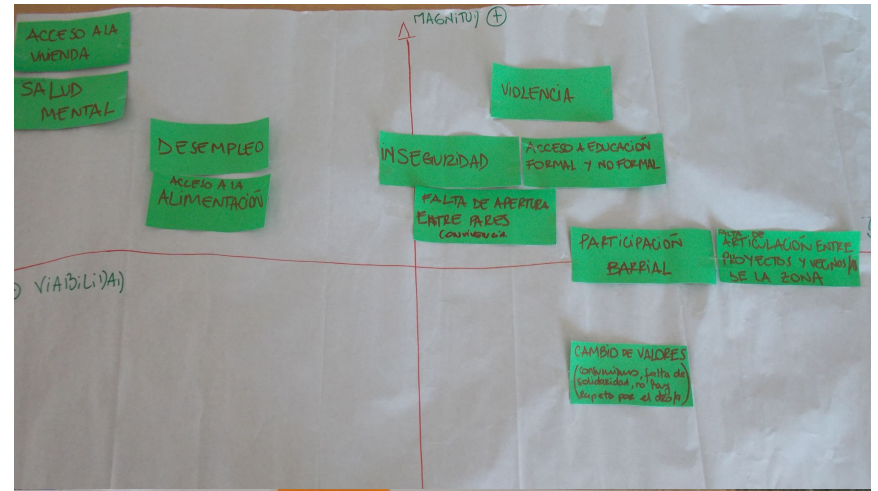 MAGNITUD +
ACCESO A LA
VIVIENDA
SALUD
MENTAL
VIOLENCIA
DESEMPLEO
INSEGURIDAD
ACCESO A EDUCACIÓN
FORMAL Y NO FORMAL
ACCESO A LA
ALIMENTACIÓN
FALTA DE APERTURA
ENTRE PARES
CONVIVENCIA
PARTICIPACIÓN
BARRIAL
FALTA DE
ARTICULACIÓN ENTRE
PROYECTOS Y VECINOS/AS
DE LA ZONA
VIABILIDAD
CAMBIO DE VALORES
(consumismo, falta de
solidaridad, no hay
respeto por el otro/a)